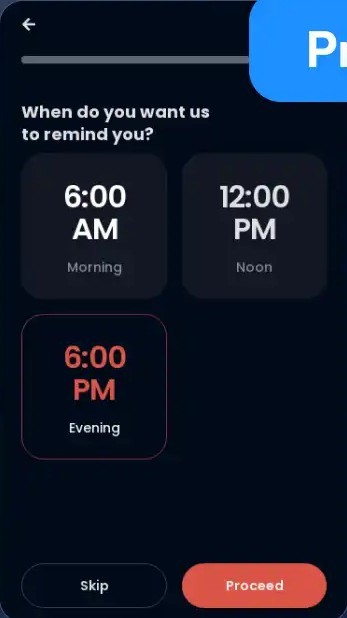 When do you want us
to remind you?
6:00
AM
Morning
12:00
PM
Noon
6:00
PM
Evening
Skip
Proceed